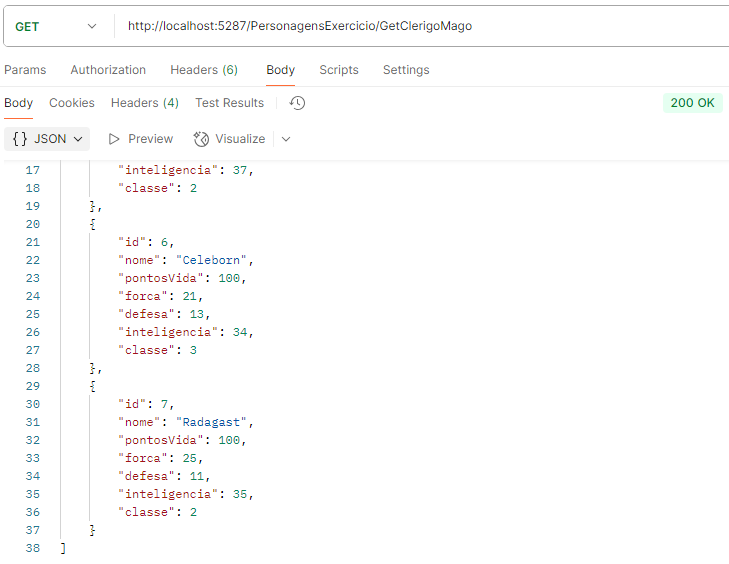 GET http://localhost:5287/PersonagensExercicio/GetClerigoMago
Params Authorization Headers (6) Body Scripts Settings
Body Cookies Headers (4) Test Results 200 OK
{} JSON Preview Visualize
17 "inteligencia": 37,
18 "classe": 2
19 },
20 {
21 "id": 6,
22 "nome": "Celeborn",
23 "pontosVida": 100,
24 "forca": 21,
25 "defesa": 13,
26 "inteligencia": 34,
27 "classe": 3
28 },
29 {
30 "id": 7,
31 "nome": "Radagast",
32 "pontosVida": 100,
33 "forca": 25,
34 "defesa": 11,
35 "inteligencia": 35,
36 "classe": 2
37 }
38 ]